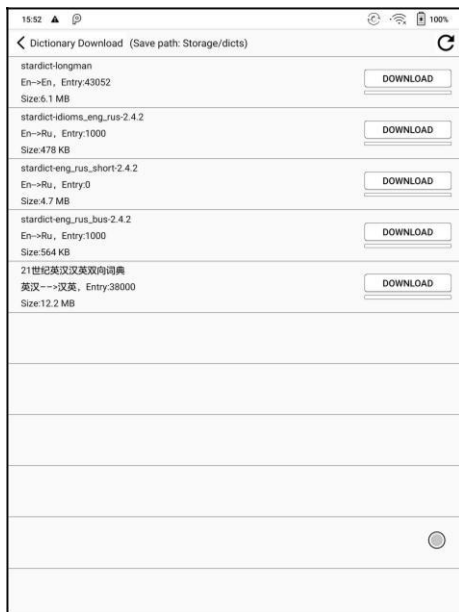 15:52 100%
Dictionary Download (Save path: Storage/dicts)
stardict-longman
En-->En, Entry:43052
Size:6.1 MB
DOWNLOAD
stardict-idioms_eng_rus-2.4.2
En-->Ru, Entry:1000
Size:478 KB
DOWNLOAD
stardict-eng_rus_short-2.4.2
En-->Ru, Entry:0
Size:4.7 MB
DOWNLOAD
stardict-eng_rus_bus-2.4.2
En-->Ru, Entry:1000
Size:564 KB
DOWNLOAD
21世纪英汉汉英双向词典
英汉-->汉英, Entry:38000
Size:12.2 MB
DOWNLOAD